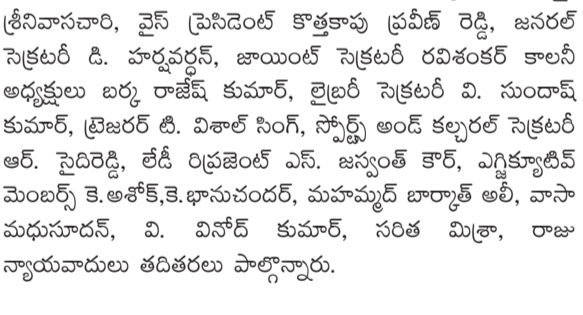 శ్రీనివాసచారి, వైస్ ప్రెసిడెంట్ కొత్తకాపు ప్రవీణ్ రెడ్డి, జనరల్
సెక్రటరీ డి. హర్షవర్ధన్, జాయింట్ సెక్రటరీ రవిశంకర్ కాలనీ
అధ్యక్షులు బర్క రాజేష్ కుమార్, లైబ్రరీ సెక్రటరీ వి. సుందాష్
కుమార్, ట్రెజరర్ టి. విశాల్ సింగ్, స్పోర్ట్స్ అండ్ కల్చరల్ సెక్రటరీ
ఆర్. సైదిరెడ్డి, లేడీ రిప్రజెంట్ ఎస్. జస్వంత్ కౌర్, ఎగ్జిక్యూటివ్
మెంబర్స్ కె.అశోక్,కె.భానుచందర్, మహమ్మద్ బార్కాత్ అలీ, వాసా
మధుసూదన్, వి. వినోద్ కుమార్, సరిత మిశ్రా, రాజు
న్యాయవాదులు తదితరలు పాల్గొన్నారు.